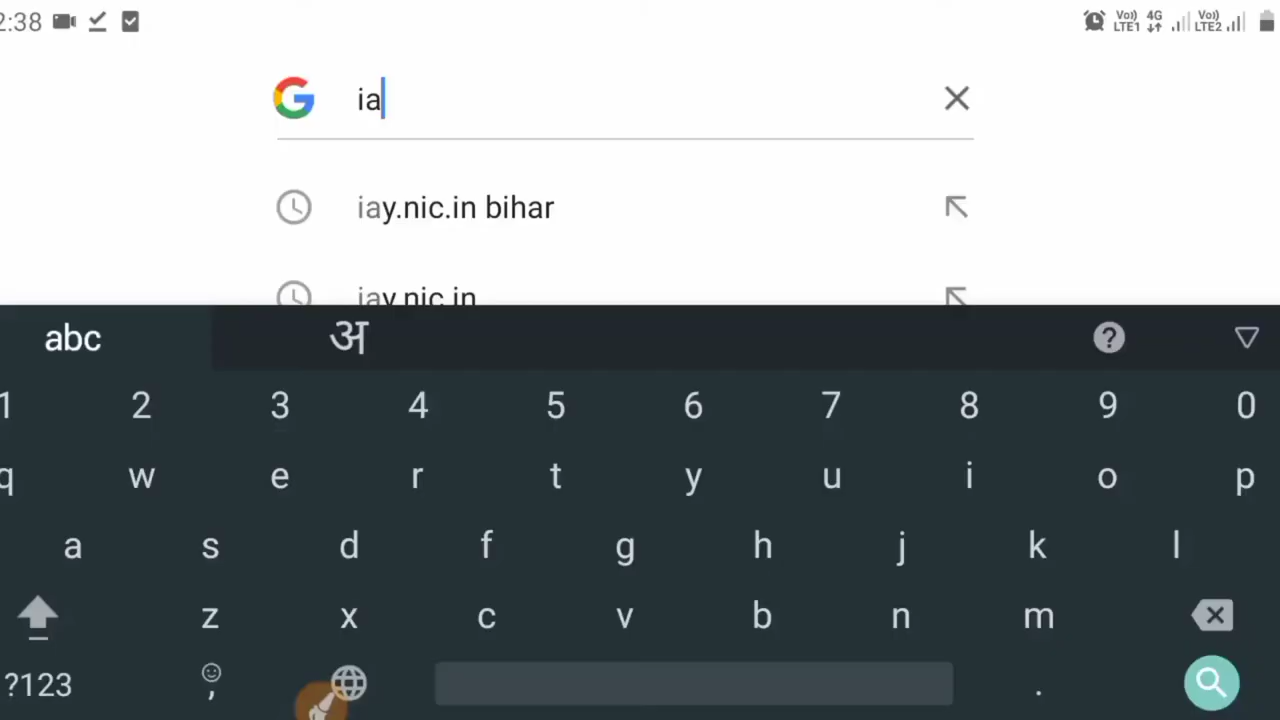 2:38 Vo) LTE1 4G Vo) LTE2
ia
iay.nic.in bihar
iay.nic.in
abc अ ?
1 2 3 4 5 6 7 8 9 0
q w e r t y u i o p
a s d f g h j k l
z x c v b n m
?123 , .